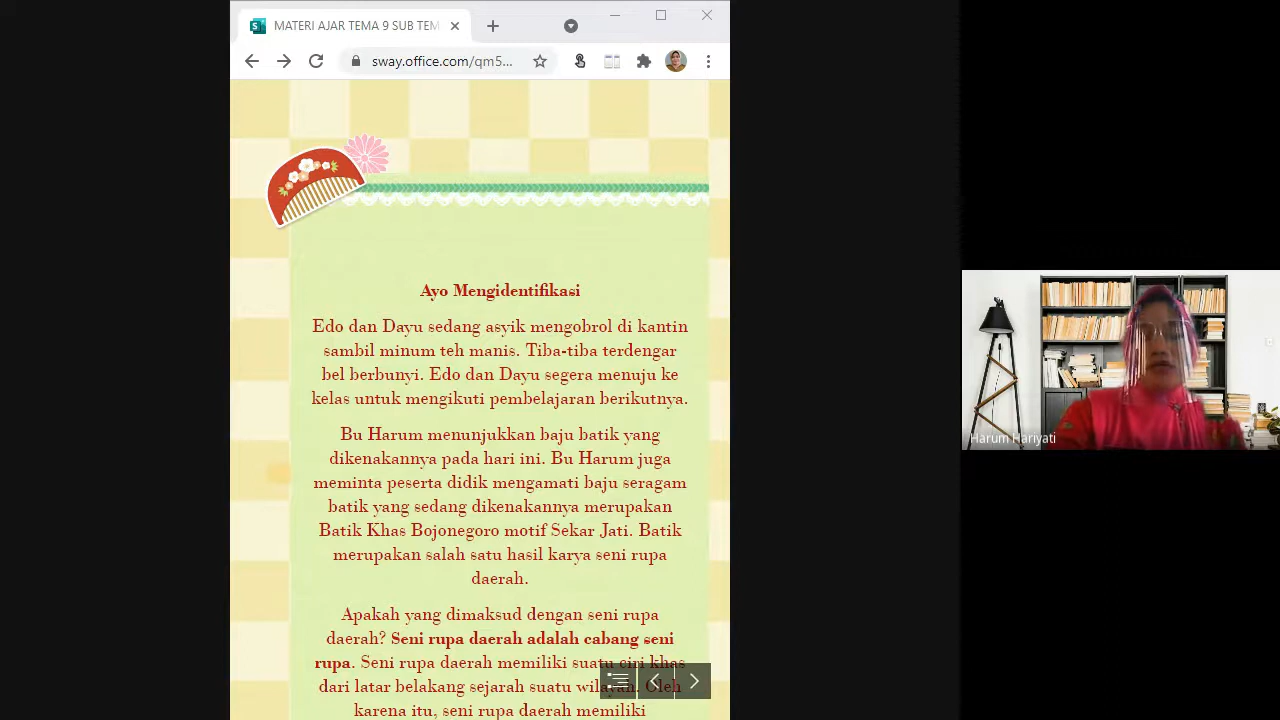 MATERI AJAR TEMA 9 SUB TEM
sway.office.com/qm5...
Ayo Mengidentifikasi
Edo dan Dayu sedang asyik mengobrol di kantin
sambil minum teh manis. Tiba-tiba terdengar
bel berbunyi. Edo dan Dayu segera menuju ke
kelas untuk mengikuti pembelajaran berikutnya.
Bu Harum menunjukkan baju batik yang
dikenakannya pada hari ini. Bu Harum juga
meminta peserta didik mengamati baju seragam
batik yang sedang dikenakannya merupakan
Batik Khas Bojonegoro motif Sekar Jati. Batik
merupakan salah satu hasil karya seni rupa
daerah.
Apakah yang dimaksud dengan seni rupa
daerah? Seni rupa daerah adalah cabang seni
rupa. Seni rupa daerah memiliki suatu ciri khas
dari latar belakang sejarah suatu wilayah. Oleh
karena itu, seni rupa daerah memiliki
Harum Hariyati